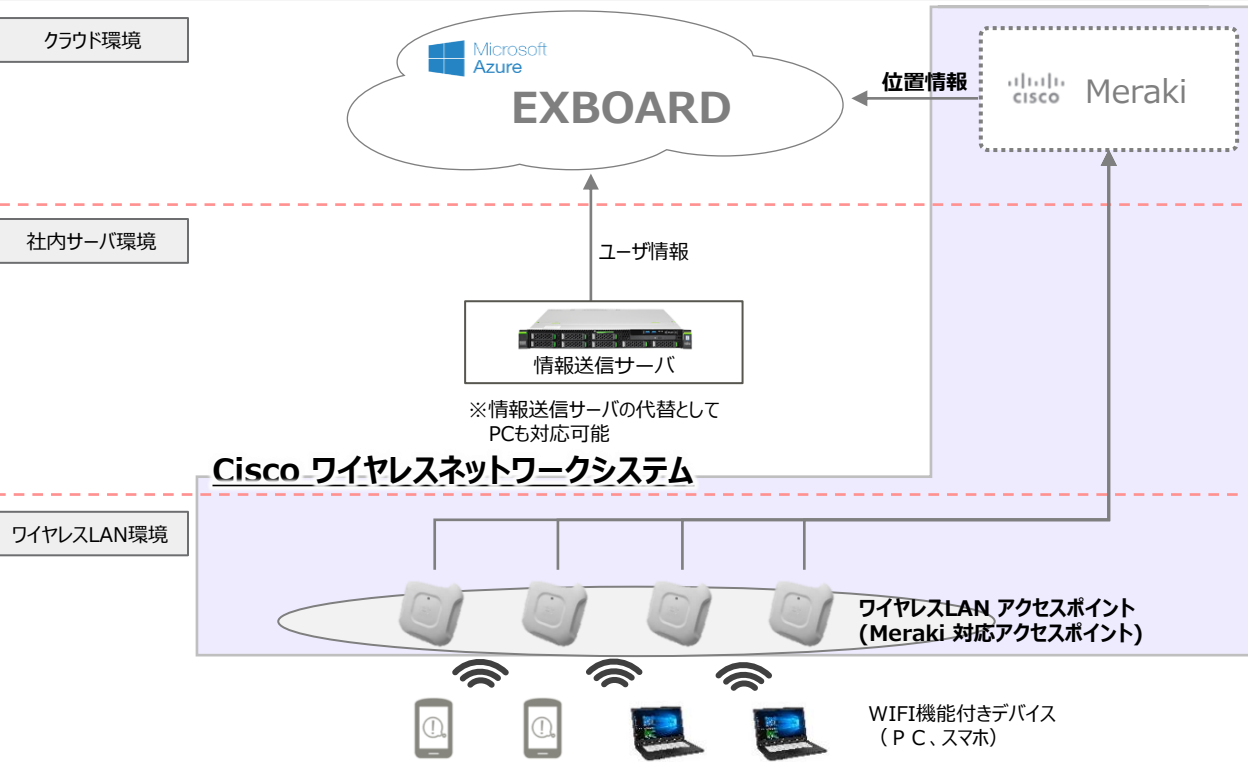 クラウド環境
Microsoft
Azure
EXBOARD
位置情報
CISCO
Meraki
社内サーバ環境
ユーザ情報
情報送信サーバ
※情報送信サーバの代替として
PCも対応可能
Cisco ワイヤレスネットワークシステム
ワイヤレスLAN環境
ワイヤレスLAN アクセスポイント
(Meraki 対応アクセスポイント)
WIFI機能付きデバイス
（ＰＣ、スマホ）